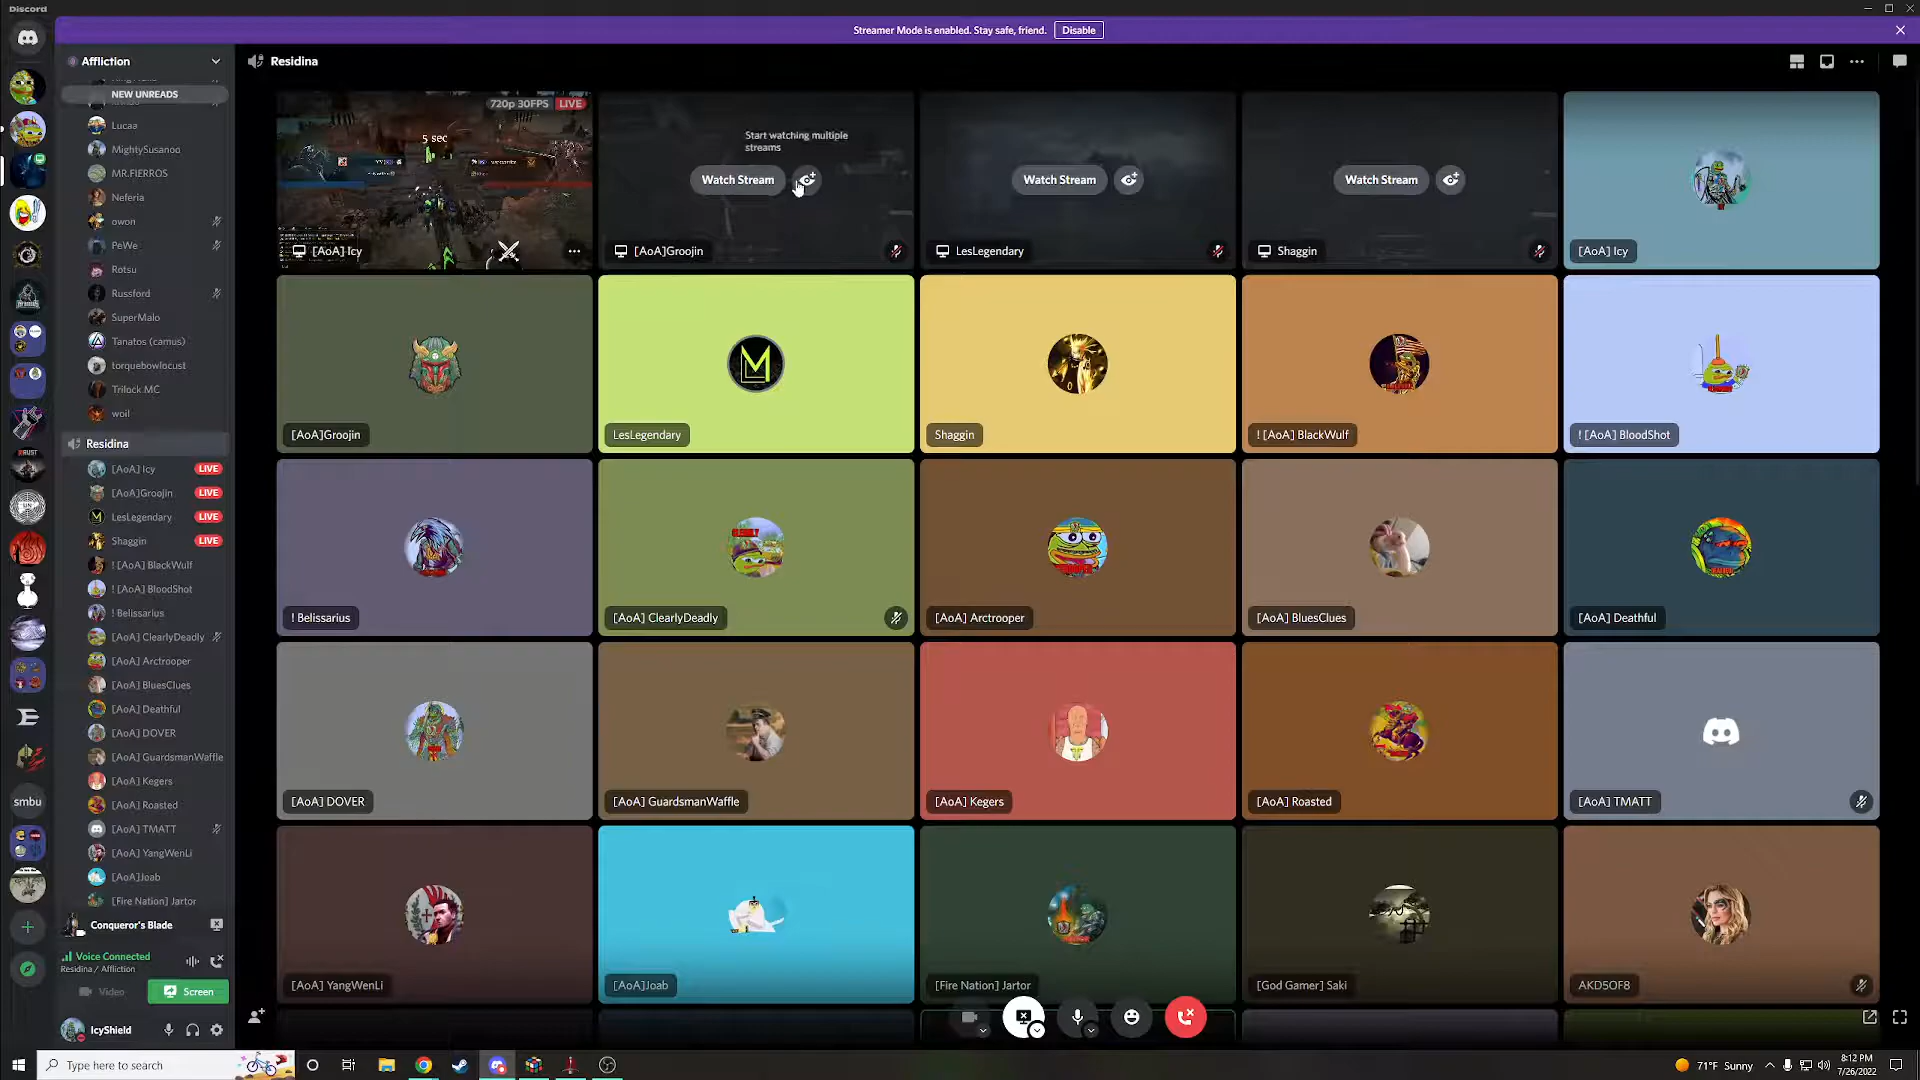 Discord
Streamer Mode is enabled. Stay safe, friend.
Disable
Affliction
NEW UNREADS
Lucaa
MightySusanoo
MR.FIERROS
Neferia
owon
PeWe
Rotsu
Russford
SuperMalo
Tanatos (camus)
torquebowlocust
Trilock.MC
woil
Residina
[AoA] Icy LIVE
[AoA]Groojin LIVE
LesLegendary LIVE
Shaggin LIVE
! [AoA] BlackWulf
! [AoA] BloodShot
! Belissarius
[AoA] ClearlyDeadly
[AoA] Arctrooper
[AoA] BluesClues
[AoA] Deathful
[AoA] DOVER
[AoA] GuardsmanWaffle
[AoA] Kegers
[AoA] Roasted
[AoA] TMATT
[AoA] YangWenLi
[AoA]Joab
[Fire Nation] Jartor
Conqueror's Blade
Voice Connected
Residina / Affliction
Video
Screen
IcyShield
Residina
720p 30FPS LIVE
5 sec
[AoA] Icy
Start watching multiple
streams
Watch Stream
[AoA]Groojin
Watch Stream
LesLegendary
Watch Stream
Shaggin
[AoA] Icy
[AoA]Groojin
LesLegendary
Shaggin
! [AoA] BlackWulf
! [AoA] BloodShot
! Belissarius
[AoA] ClearlyDeadly
[AoA] Arctrooper
[AoA] BluesClues
[AoA] Deathful
[AoA] DOVER
[AoA] GuardsmanWaffle
[AoA] Kegers
[AoA] Roasted
[AoA] TMATT
[AoA] YangWenLi
[AoA]Joab
[Fire Nation] Jartor
[God Gamer] Saki
AKD5OF8
smbu
Type here to search
71°F Sunny
8:12 PM
7/26/2022